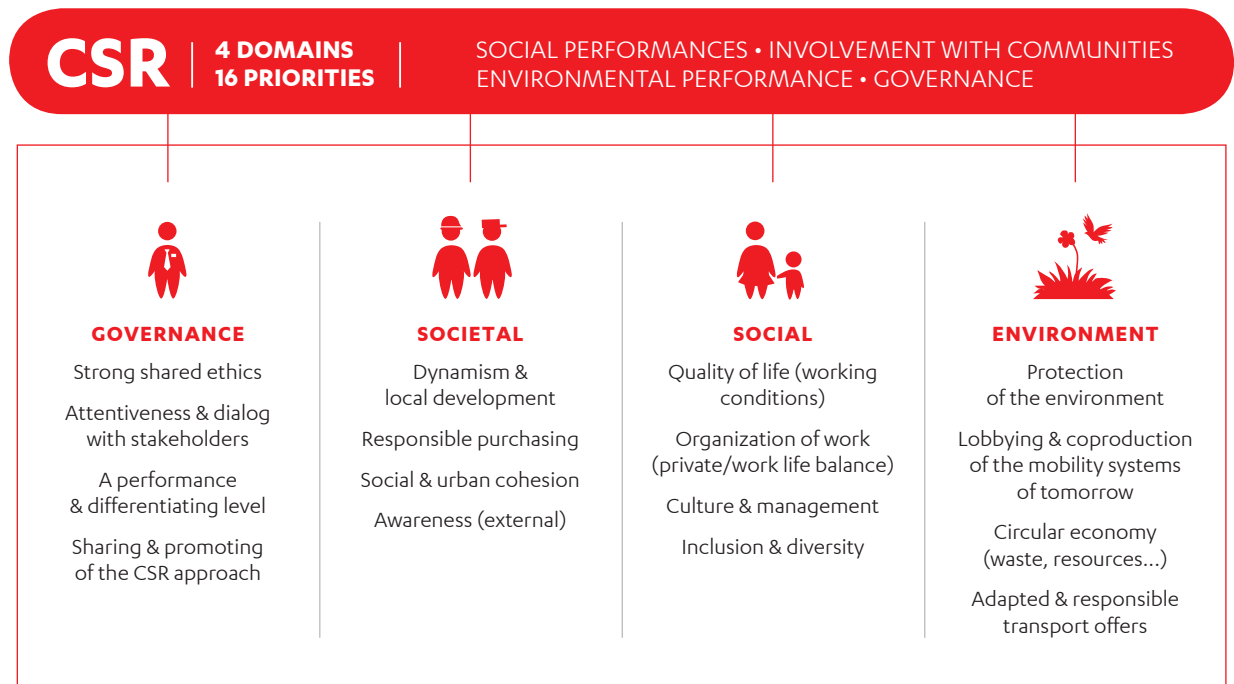 CSR
4 DOMAINS
16 PRIORITIES
SOCIAL PERFORMANCES • INVOLVEMENT WITH COMMUNITIES
ENVIRONMENTAL PERFORMANCE • GOVERNANCE
GOVERNANCE
Strong shared ethics
Attentiveness & dialog
with stakeholders
A performance
& differentiating level
Sharing & promoting
of the CSR approach
SOCIETAL
Dynamism &
local development
Responsible purchasing
Social & urban cohesion
Awareness (external)
SOCIAL
Quality of life (working
conditions)
Organization of work
(private/work life balance)
Culture & management
Inclusion & diversity
ENVIRONMENT
Protection
of the environment
Lobbying & coproduction
of the mobility systems
of tomorrow
Circular economy
(waste, resources...)
Adapted & responsible
transport offers